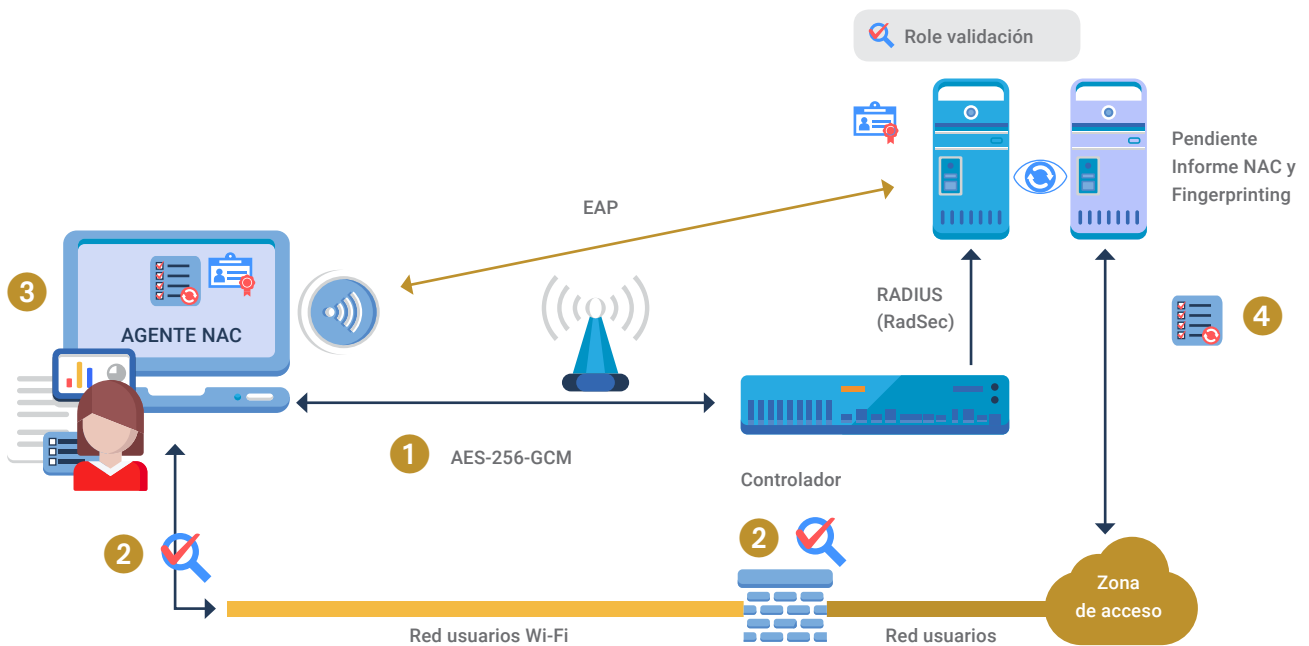 Role validación
Pendiente
Informe NAC y
Fingerprinting
EAP
3
AGENTE NAC
RADIUS
(RadSec)
4
1
AES-256-GCM
Controlador
2
2
Zona
de acceso
Red usuarios Wi-Fi
Red usuarios